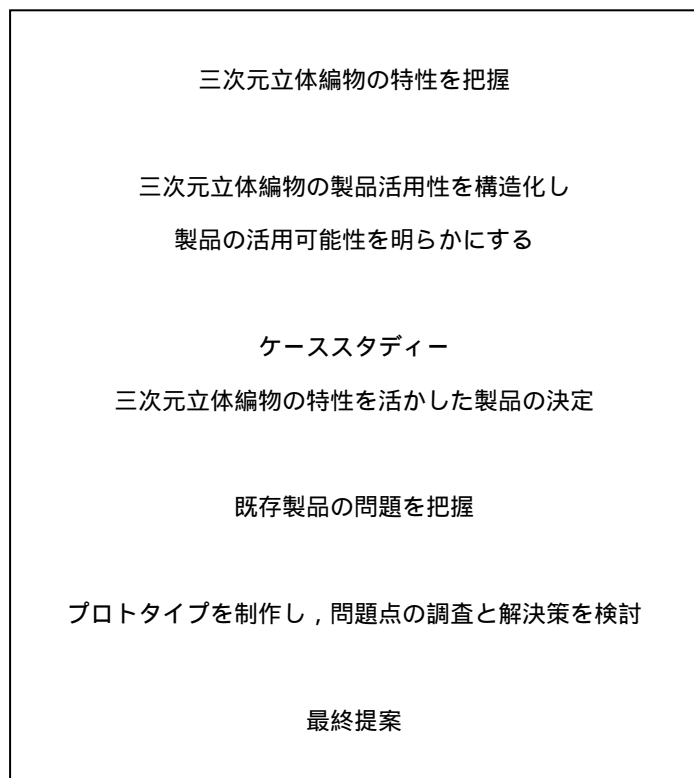 三次元立体編物の特性を把握
三次元立体編物の製品活用性を構造化し
製品の活用可能性を明らかにする
ケーススタディー
三次元立体編物の特性を活かした製品の決定
既存製品の問題を把握
プロトタイプを制作し，問題点の調査と解決策を検討
最終提案